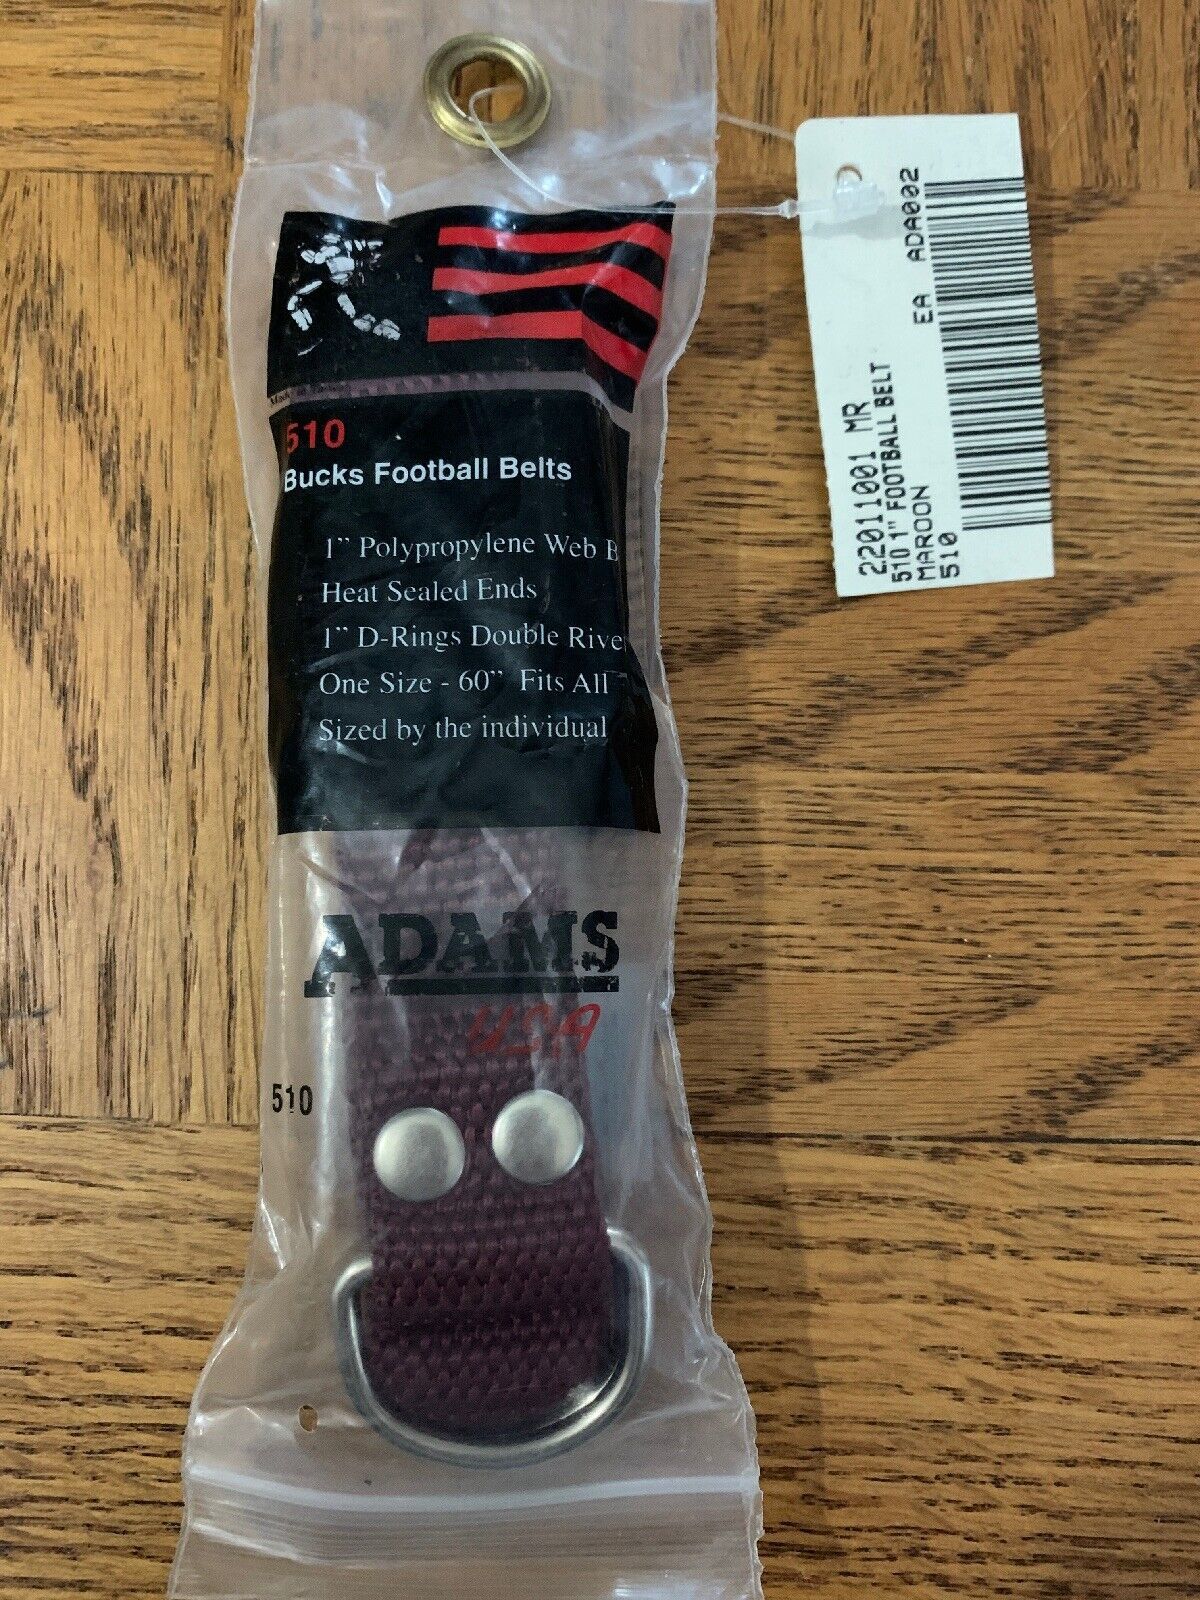 510
Bucks Football Belts
1" Polypropylene Web B
Heat Sealed Ends
1" D-Rings Double Rive
One Size - 60" Fits All
Sized by the individual
ADAMS
USA
510
22011001 MR
510 1" FOOTBALL BELT
MAROON
510
EA ADA002